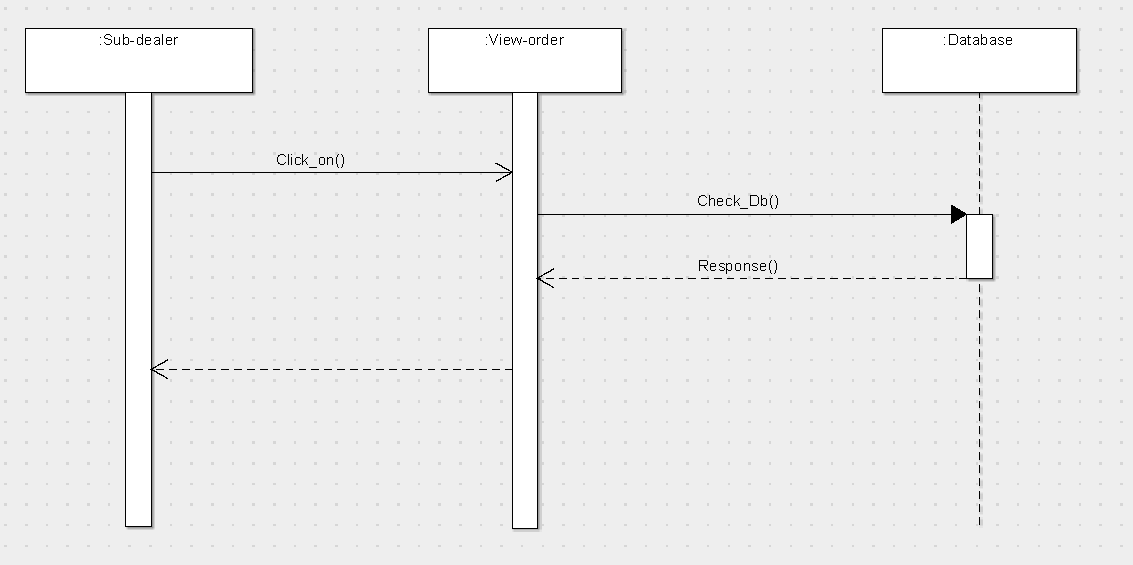 :Sub-dealer
:View-order
:Database
Click_on()
Check_Db()
Response()